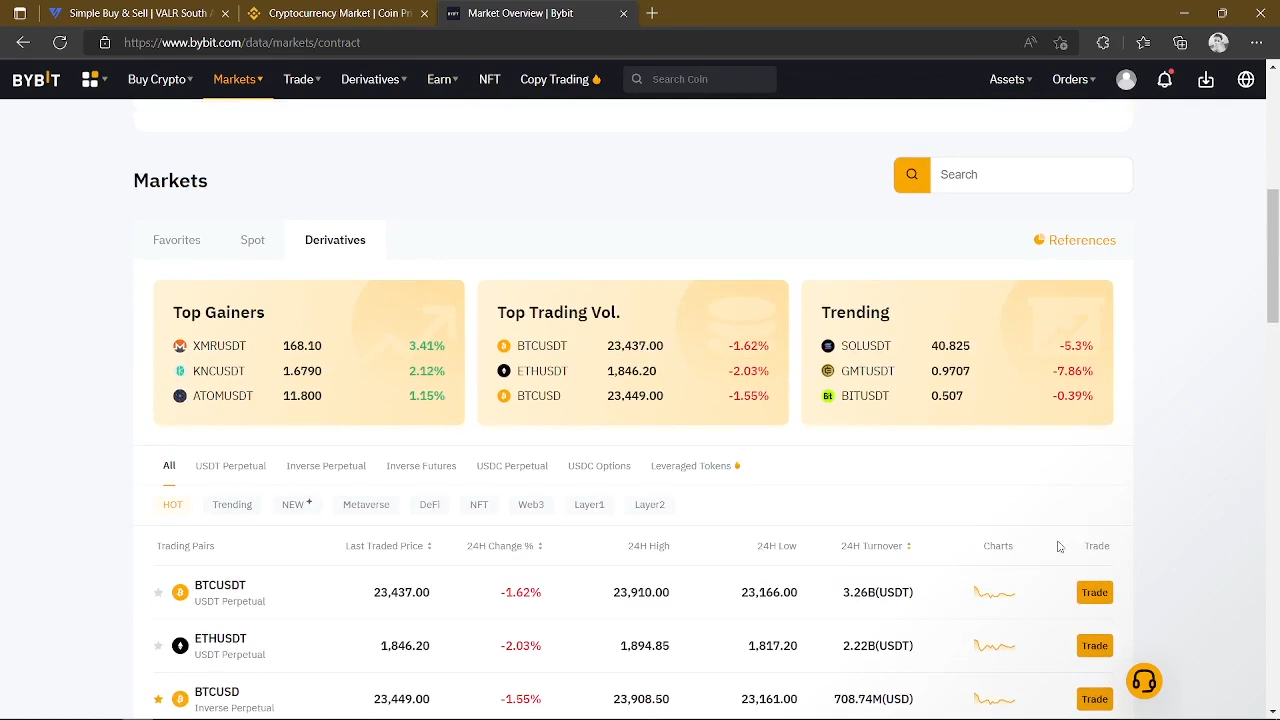 Simple Buy & Sell | VALR South A
Cryptocurrency Market | Coin Pri
Market Overview | Bybit
https://www.bybit.com/data/markets/contract
BYBIT
Buy Crypto
Markets
Trade
Derivatives
Earn
NFT
Copy Trading
Search Coin
Assets
Orders
Markets
Search
Favorites
Spot
Derivatives
References
Top Gainers
XMRUSDT 168.10 3.41%
KNCUSDT 1.6790 2.12%
ATOMUSDT 11.800 1.15%
Top Trading Vol.
BTCUSDT 23,437.00 -1.62%
ETHUSDT 1,846.20 -2.03%
BTCUSD 23,449.00 -1.55%
Trending
SOLUSDT 40.825 -5.3%
GMTUSDT 0.9707 -7.86%
BITUSDT 0.507 -0.39%
All USDT Perpetual Inverse Perpetual Inverse Futures USDC Perpetual USDC Options Leveraged Tokens
HOT Trending NEW Metaverse DeFi NFT Web3 Layer1 Layer2
Trading Pairs Last Traded Price 24H Change % 24H High 24H Low 24H Turnover Charts Trade
BTCUSDT
USDT Perpetual
23,437.00 -1.62% 23,910.00 23,166.00 3.26B(USDT) Trade
ETHUSDT
USDT Perpetual
1,846.20 -2.03% 1,894.85 1,817.20 2.22B(USDT) Trade
BTCUSD
Inverse Perpetual
23,449.00 -1.55% 23,908.50 23,161.00 708.74M(USD) Trade